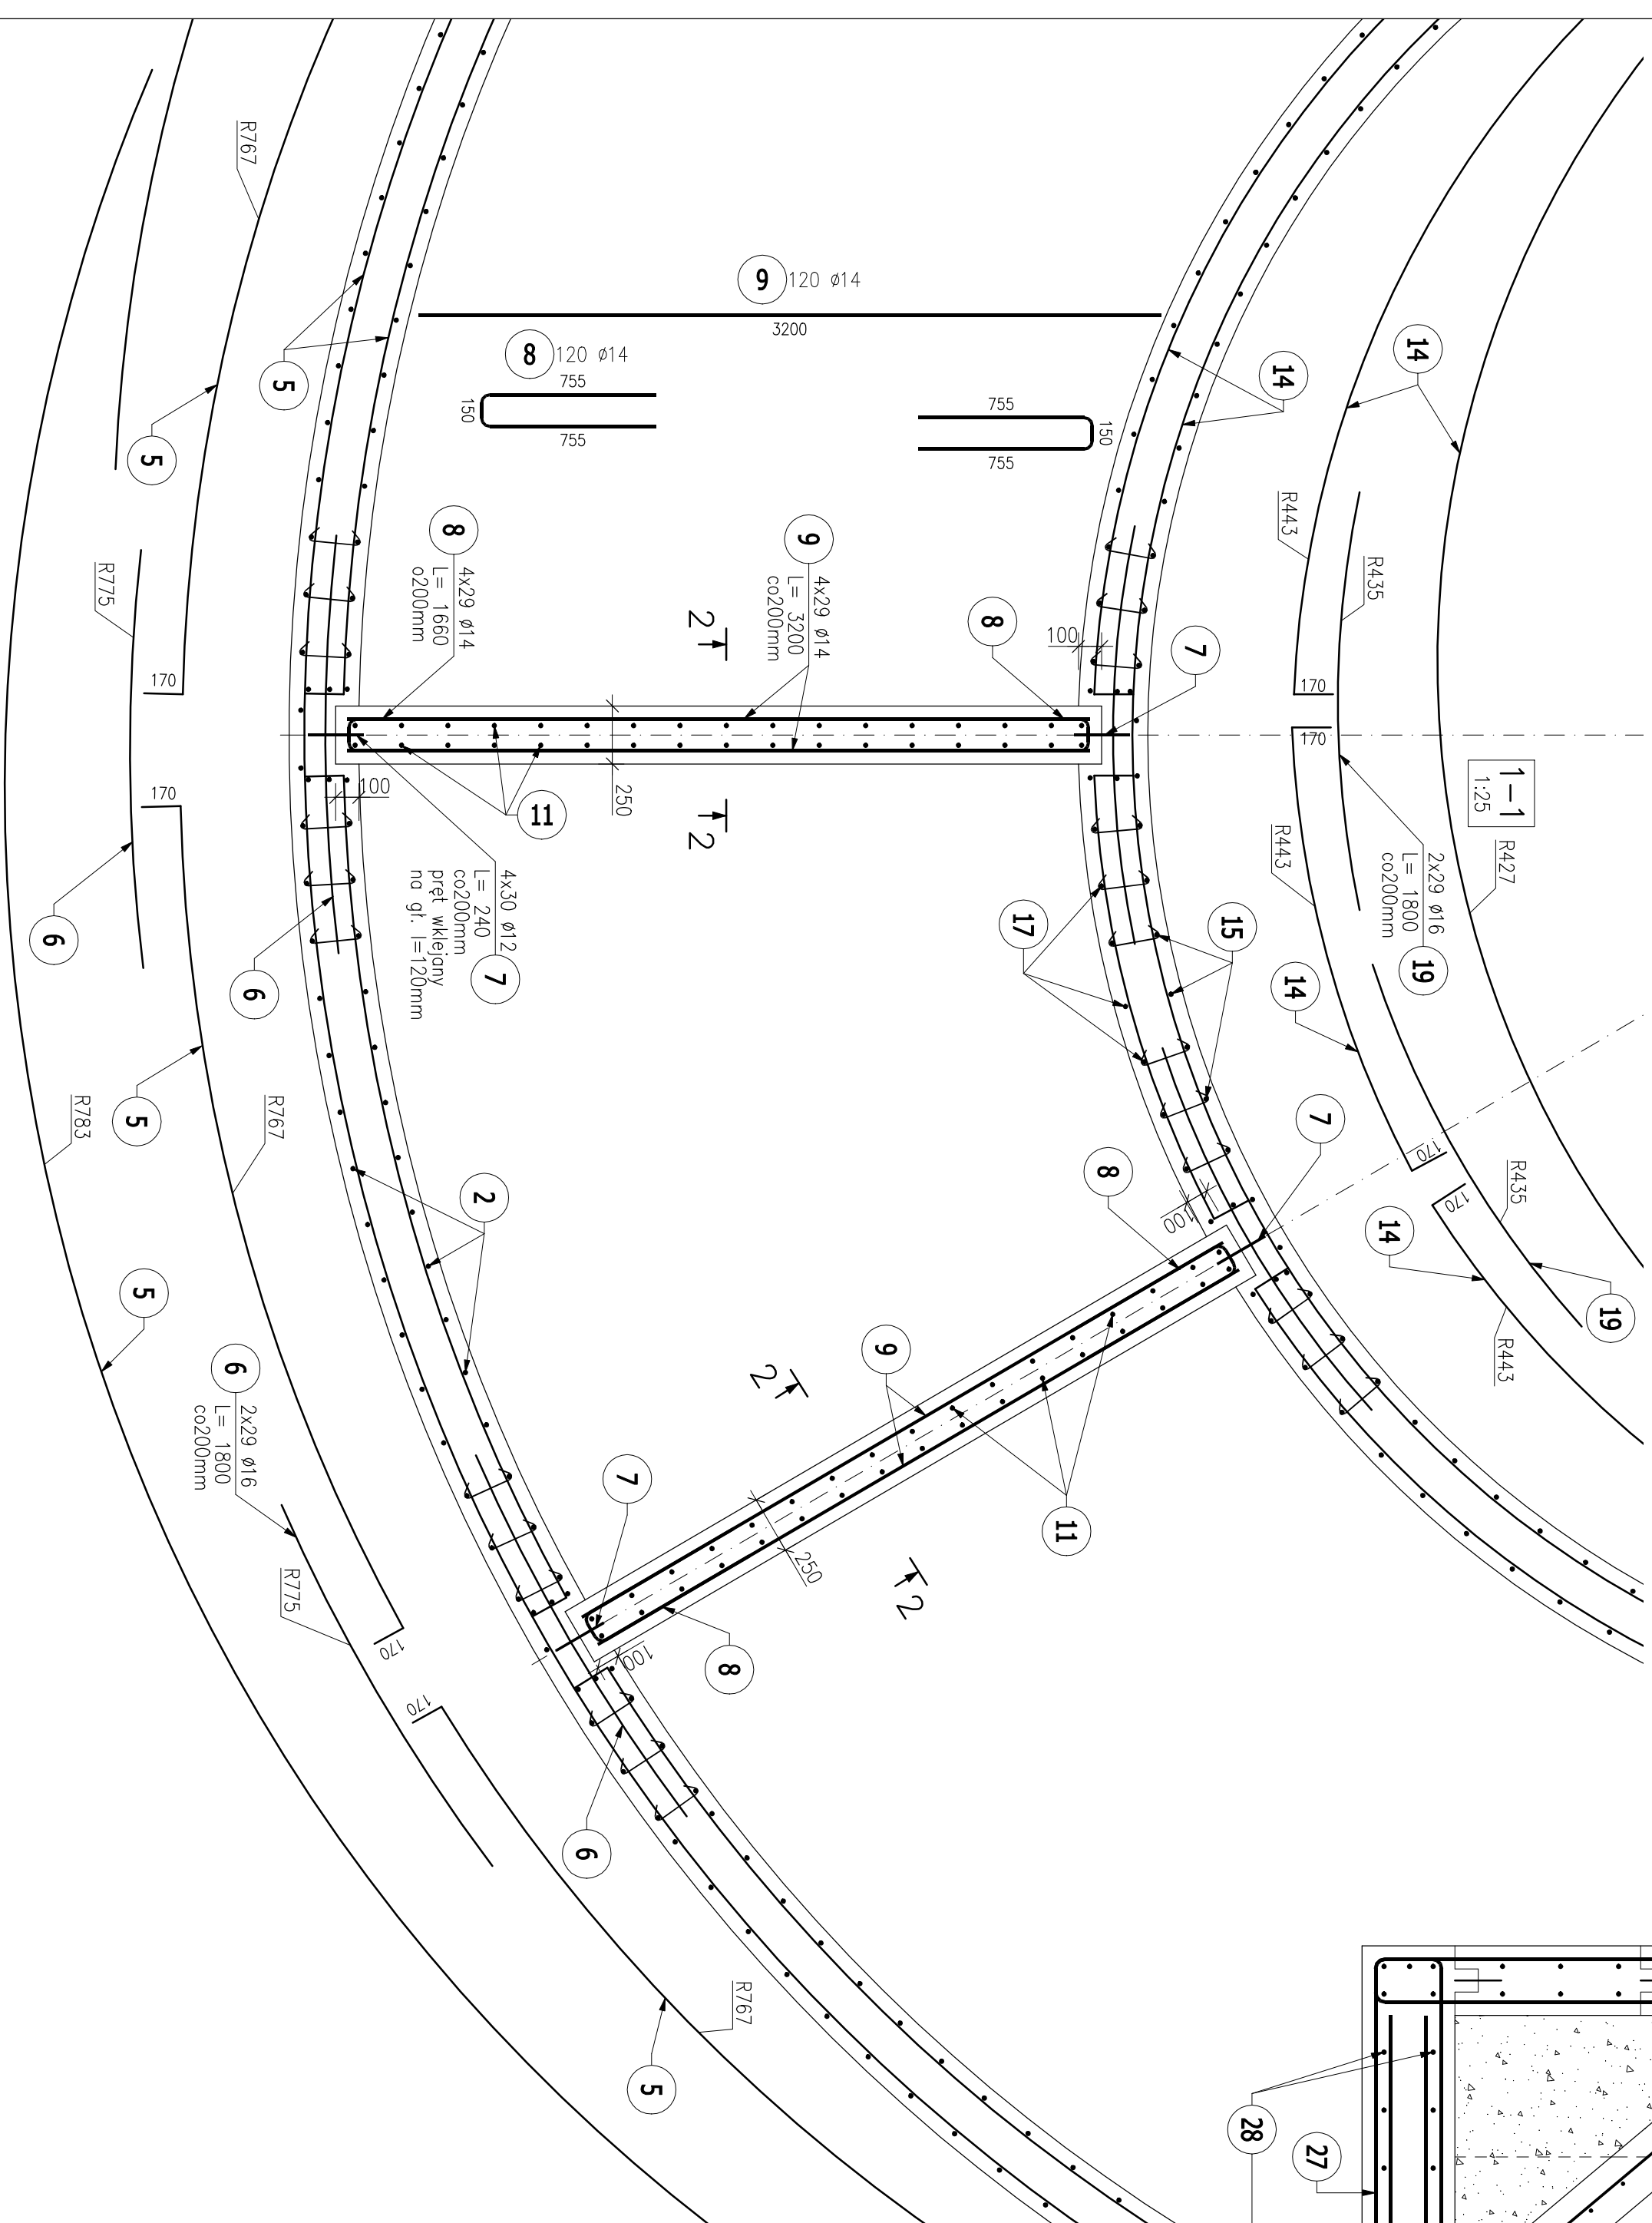 R767
9 120 ø14
3200
8 120 ø14
755
150
755
755
150
755
5
14
14
5
R443
R435
R775
8
4x29 ø14
L= 1660
o200mm
9
4x29 ø14
L= 3200
co200mm
8
7
100
2
2
170
170
170
170
250
100
11
1-1
1:25
R427
R443
2x29 ø16
L= 1800
co200mm
19
4x30 ø12
L= 240
co200mm
pręt wklejany
na gł. l=120mm
7
6
6
17
15
14
5
R783
R767
7
8
170
R435
170
2
100
14
19
R443
5
9
2
6
2x29 ø16
L= 1800
co200mm
7
11
250
2
R775
8
100
170
170
6
R767
5
28
27